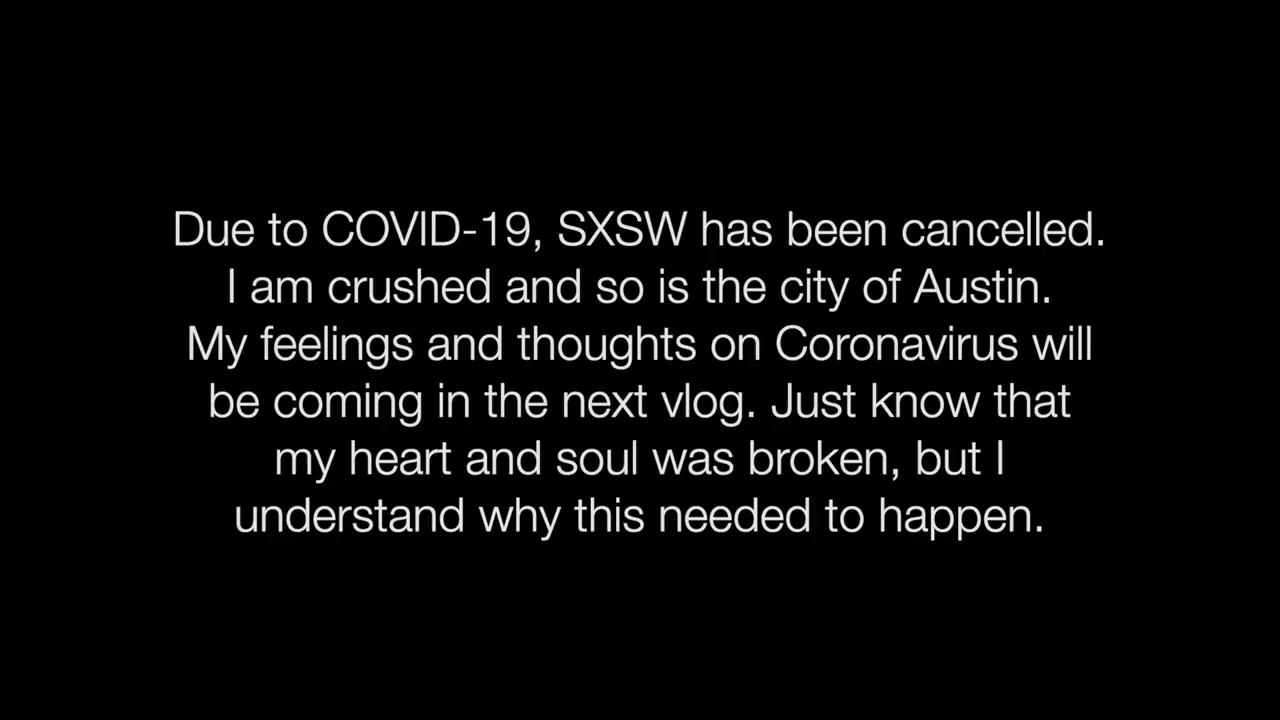 Due to COVID-19, SXSW has been cancelled.
I am crushed and so is the city of Austin.
My feelings and thoughts on Coronavirus will
be coming in the next vlog. Just know that
my heart and soul was broken, but I
understand why this needed to happen.